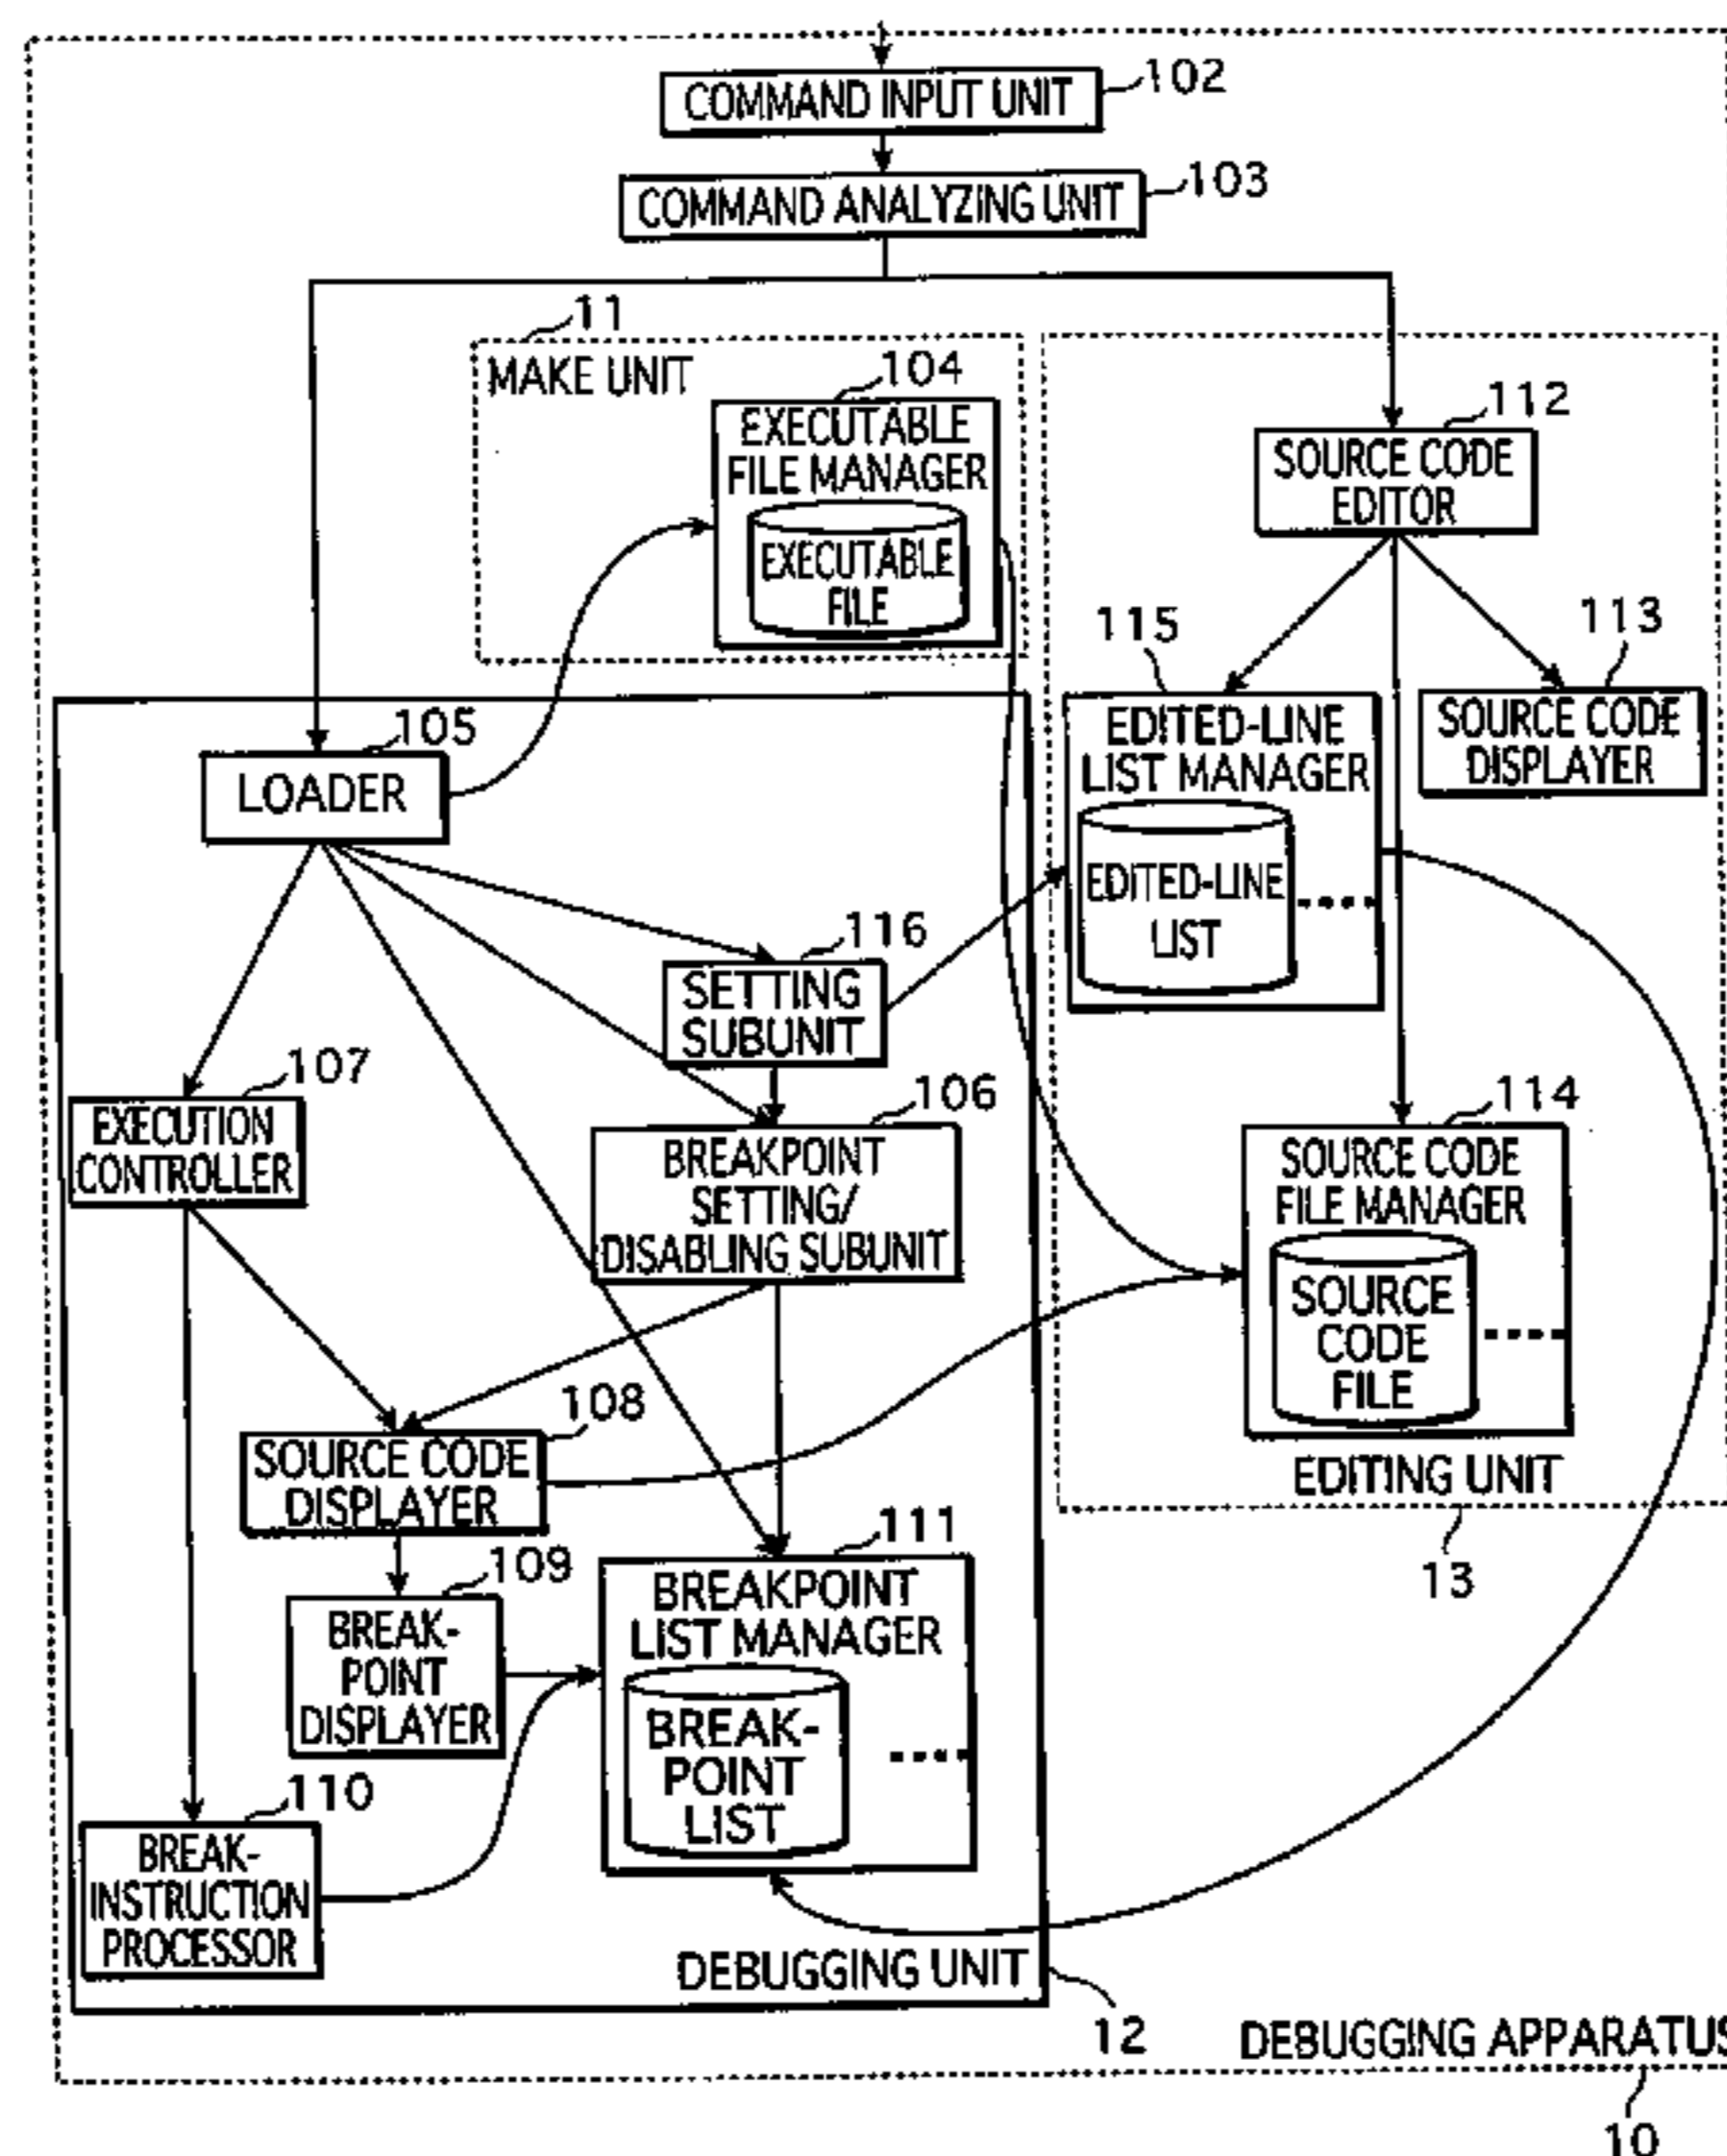 102
COMMAND INPUT UNIT
103
COMMAND ANALYZING UNIT
11
MAKE UNIT
104
EXECUTABLE
FILE MANAGER
EXECUTABLE
FILE
112
SOURCE CODE
EDITOR
115
113
EDITED-LINE
LIST MANAGER
EDITED-LINE
LIST
SOURCE CODE
DISPLAYER
105
LOADER
116
SETTING
SUBUNIT
107
EXECUTION
CONTROLLER
106
BREAKPOINT
SETTING/
DISABLING SUBUNIT
114
SOURCE CODE
FILE MANAGER
SOURCE
CODE
FILE
EDITING UNIT
13
108
SOURCE CODE
DISPLAYER
109
BREAK-
POINT
DISPLAYER
111
BREAKPOINT
LIST MANAGER
BREAK-
POINT
LIST
110
BREAK-
INSTRUCTION
PROCESSOR
DEBUGGING UNIT
12
DEBUGGING APPARATUS
10